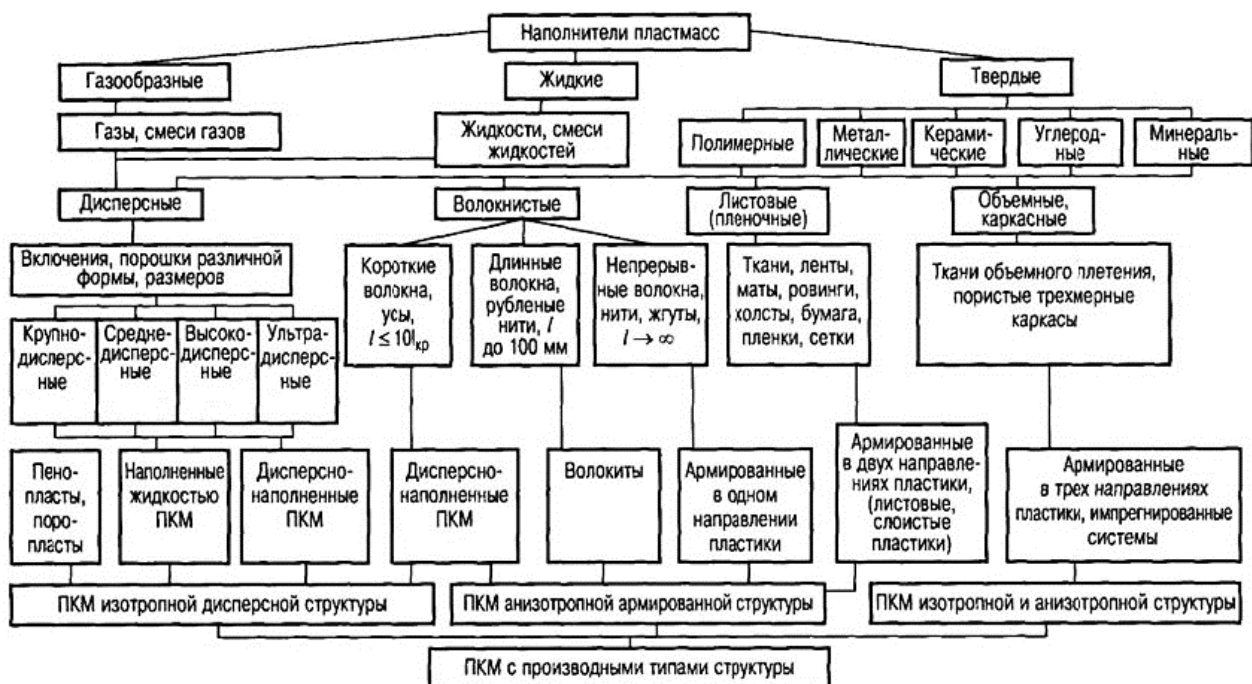 Наполнители пластмасс
Газообразные
Жидкие
Твердые
Газы, смеси газов
Жидкости, смеси
жидкостей
Полимерные
Метал-
лические
Керами-
ческие
Углерод-
ные
Минераль-
ные
Дисперсные
Волокнистые
Листовые
(пленочные)
Объемные,
каркасные
Включения, порошки различной
формы, размеров
Крупно-
дисперс-
ные
Средне-
дисперс-
ные
Высоко-
дисперс-
ные
Ультра-
дисперс-
ные
Короткие
волокна,
усы,
l ≤ 10lкр
Длинные
волокна,
рубленые
нити, l
до 100 мм
Непрерыв-
ные волокна,
нити, жгуты,
l → ∞
Ткани, ленты,
маты, ровинги,
холсты, бумага,
пленки, сетки
Ткани объемного плетения,
пористые трехмерные
каркасы
Пено-
пласты,
поро-
пласты
Наполненные
жидкостью
ПКМ
Дисперсно-
наполненные
ПКМ
Дисперсно-
наполненные
ПКМ
Волокиты
Армированные
в одном
направлении
пластики
Армированные
в двух направле-
ниях пластики,
(листовые,
слоистые
пластики)
Армированные
в трех направлениях
пластики, импрегнированные
системы
ПКМ изотропной дисперсной структуры
ПКМ анизотропной армированной структуры
ПКМ изотропной и анизотропной структуры
ПКМ с производными типами структуры